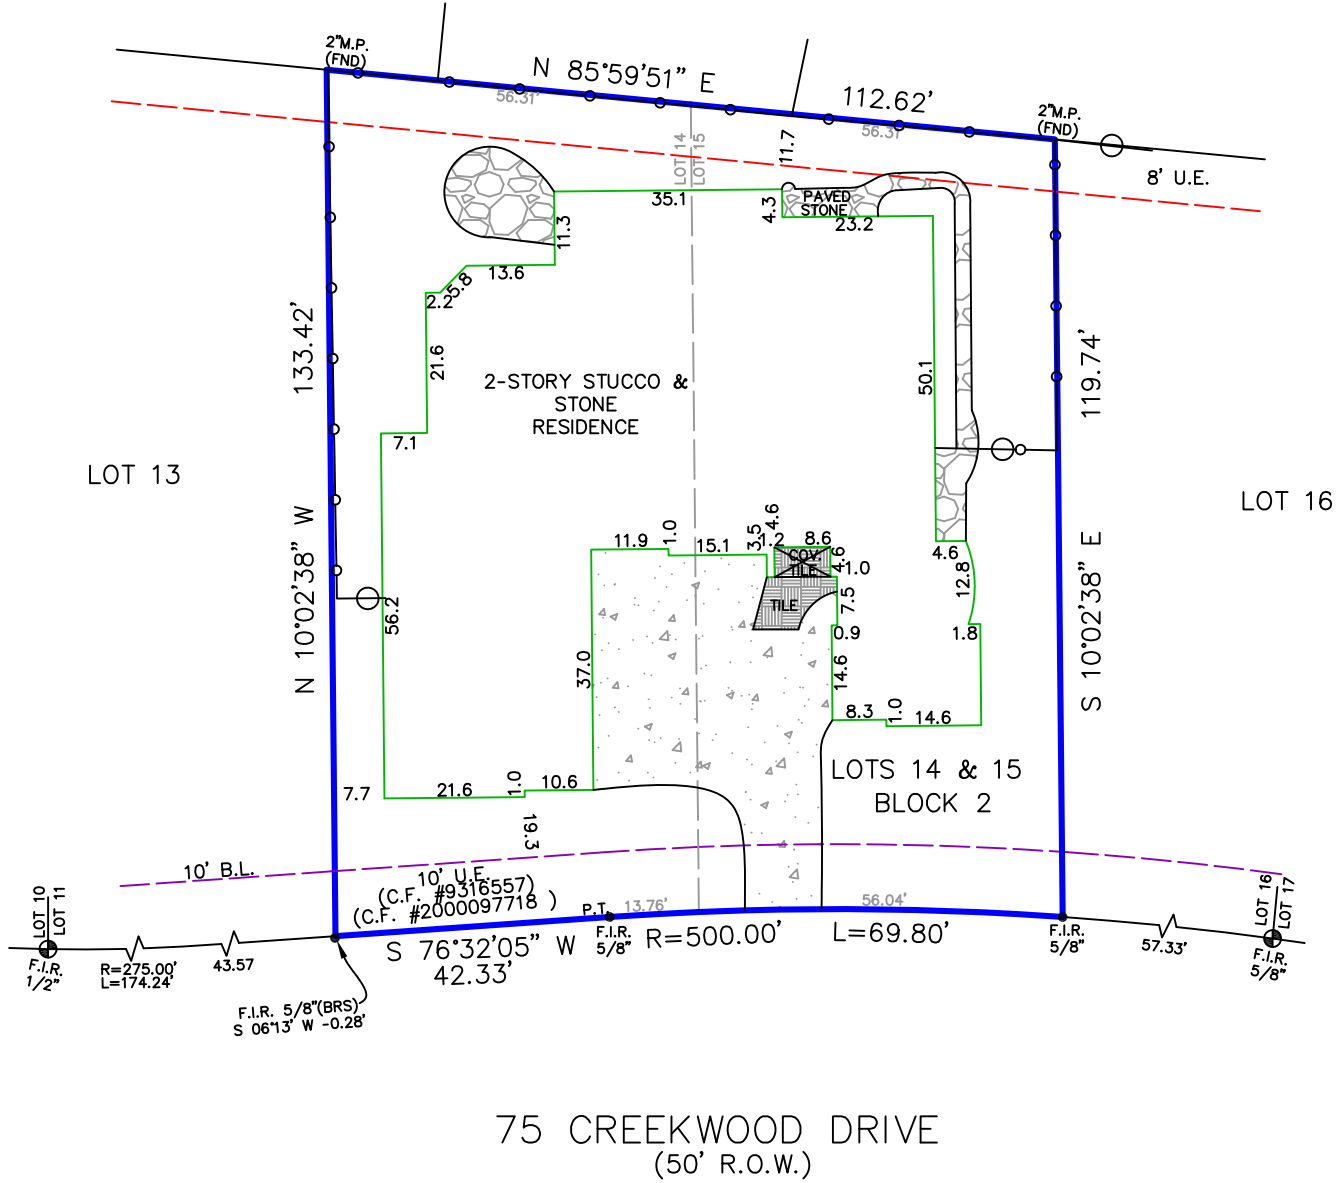 2"M.P.
(FND)
N 85°59'51" E
112.62'
56.31'
56.31'
2"M.P.
(FND)
8' U.E.
LOT 14
LOT 15
11.7
35.1
4.3
PAVED
STONE
23.2
11.3
13.6
5.8
2.2
21.6
133.42'
N 10°02'38" W
119.74'
S 10°02'38" E
50.1
2-STORY STUCCO &
STONE
RESIDENCE
7.1
LOT 13
LOT 16
56.2
11.9
1.0
15.1
3.5
4.6
1.2
8.6
COV.
TILE
4.6
1.0
TILE
7.5
0.9
4.6
12.8
1.8
37.0
14.6
8.3
1.0
14.6
LOTS 14 & 15
BLOCK 2
7.7
21.6
1.0
10.6
19.3
10' B.L.
10' U.E.
(C.F. #9316557)
(C.F. #2000097718 )
P.T.
13.76'
56.04'
LOT 10
LOT 11
LOT 16
LOT 17
F.I.R.
1/2"
R=275.00'
L=174.24'
43.57
S 76°32'05" W
42.33'
F.I.R.
5/8"
R=500.00'
L=69.80'
F.I.R.
5/8"
57.33'
F.I.R.
5/8"
F.I.R. 5/8"(BRS)
S 06°13' W -0.28'
75 CREEKWOOD DRIVE
(50' R.O.W.)